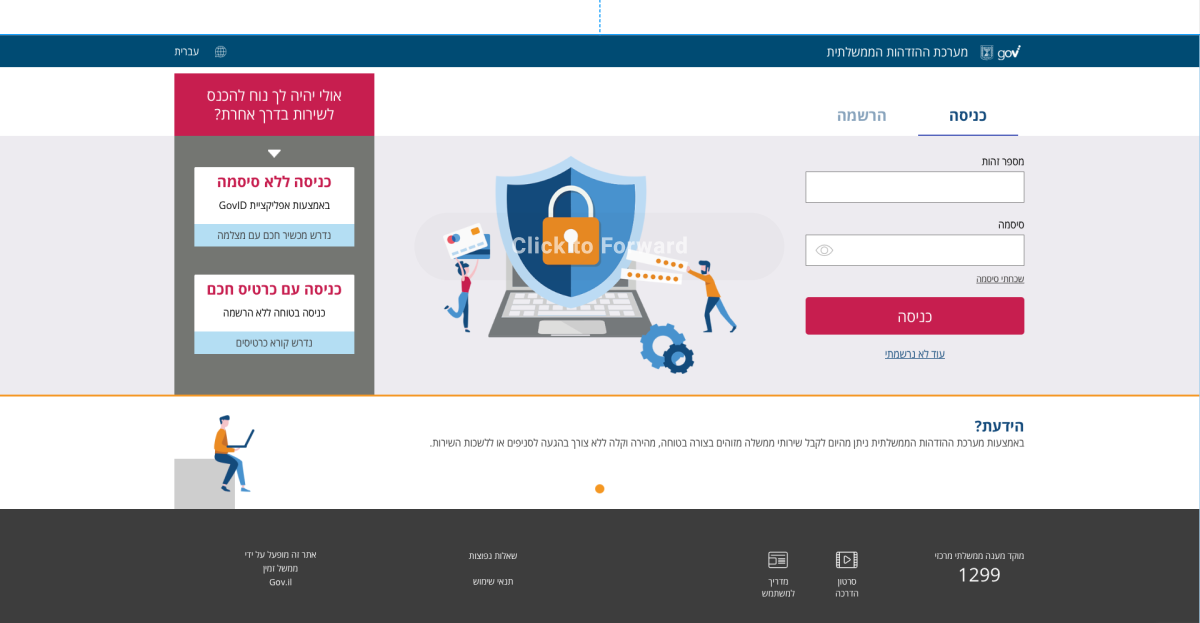 gov
מערכת ההזדהות הממשלתית
עברית
כניסה
הרשמה
מספר זהות
סיסמה
שכחתי סיסמה
כניסה
עוד לא נרשמתי
Click to Forward
אולי יהיה לך נוח להכנס
לשירות בדרך אחרת?
כניסה ללא סיסמה
באמצעות אפליקציית GovID
נדרש מכשיר חכם עם מצלמה
כניסה עם כרטיס חכם
כניסה בטוחה ללא הרשמה
נדרש קורא כרטיסים
הידעת?
באמצעות מערכת ההזדהות הממשלתית ניתן מהיום לקבל שירותי ממשלה מזוהים בצורה בטוחה, מהירה וקלה ללא צורך בהגעה לסניפים או ללשכות השירות.
מוקד מענה ממשלתי מרכזי
1299
סרטון
הדרכה
מדריך
למשתמש
שאלות נפוצות
תנאי שימוש
אתר זה מופעל על ידי
ממשל זמין
Gov.il